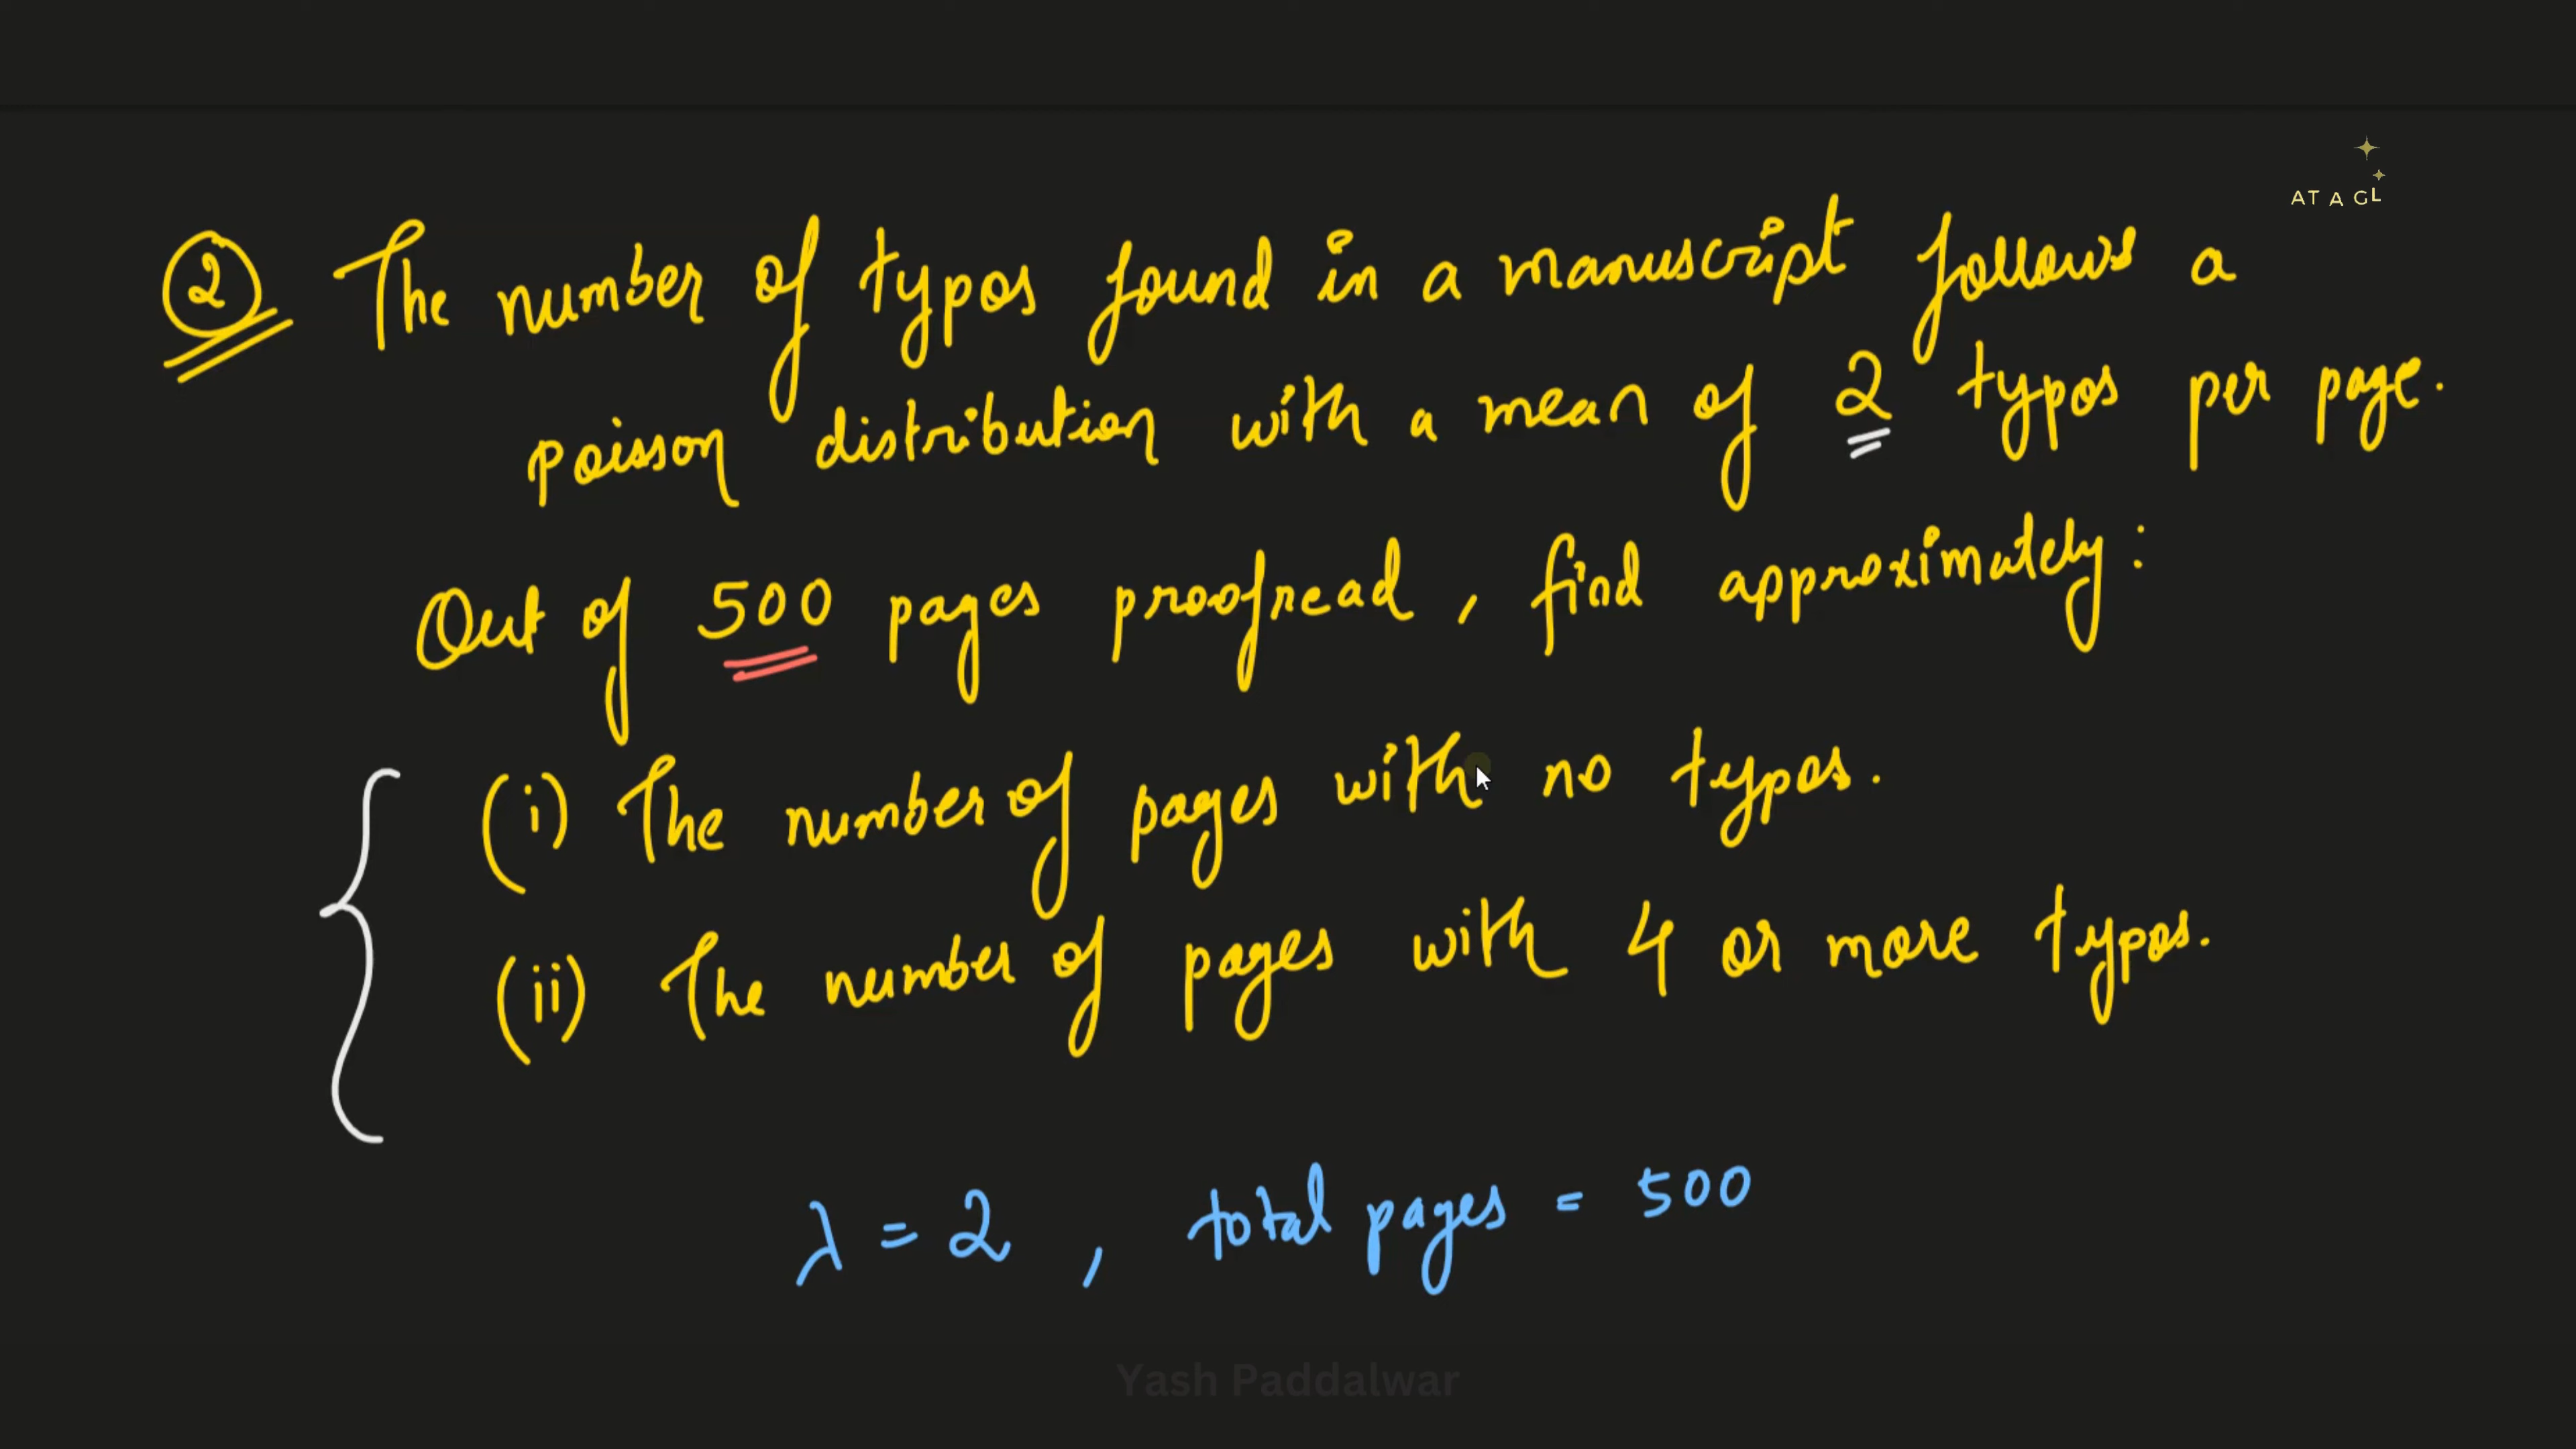 ATAGL
② The number of typos found in a manuscript follows a
poisson distribution with a mean of 2 typos per page.
Out of 500 pages proofread, find approximately:
(i) The number of pages with no typos.
(ii) The number of pages with 4 or more typos.
λ = 2 , total pages = 500
Yash Paddalwar